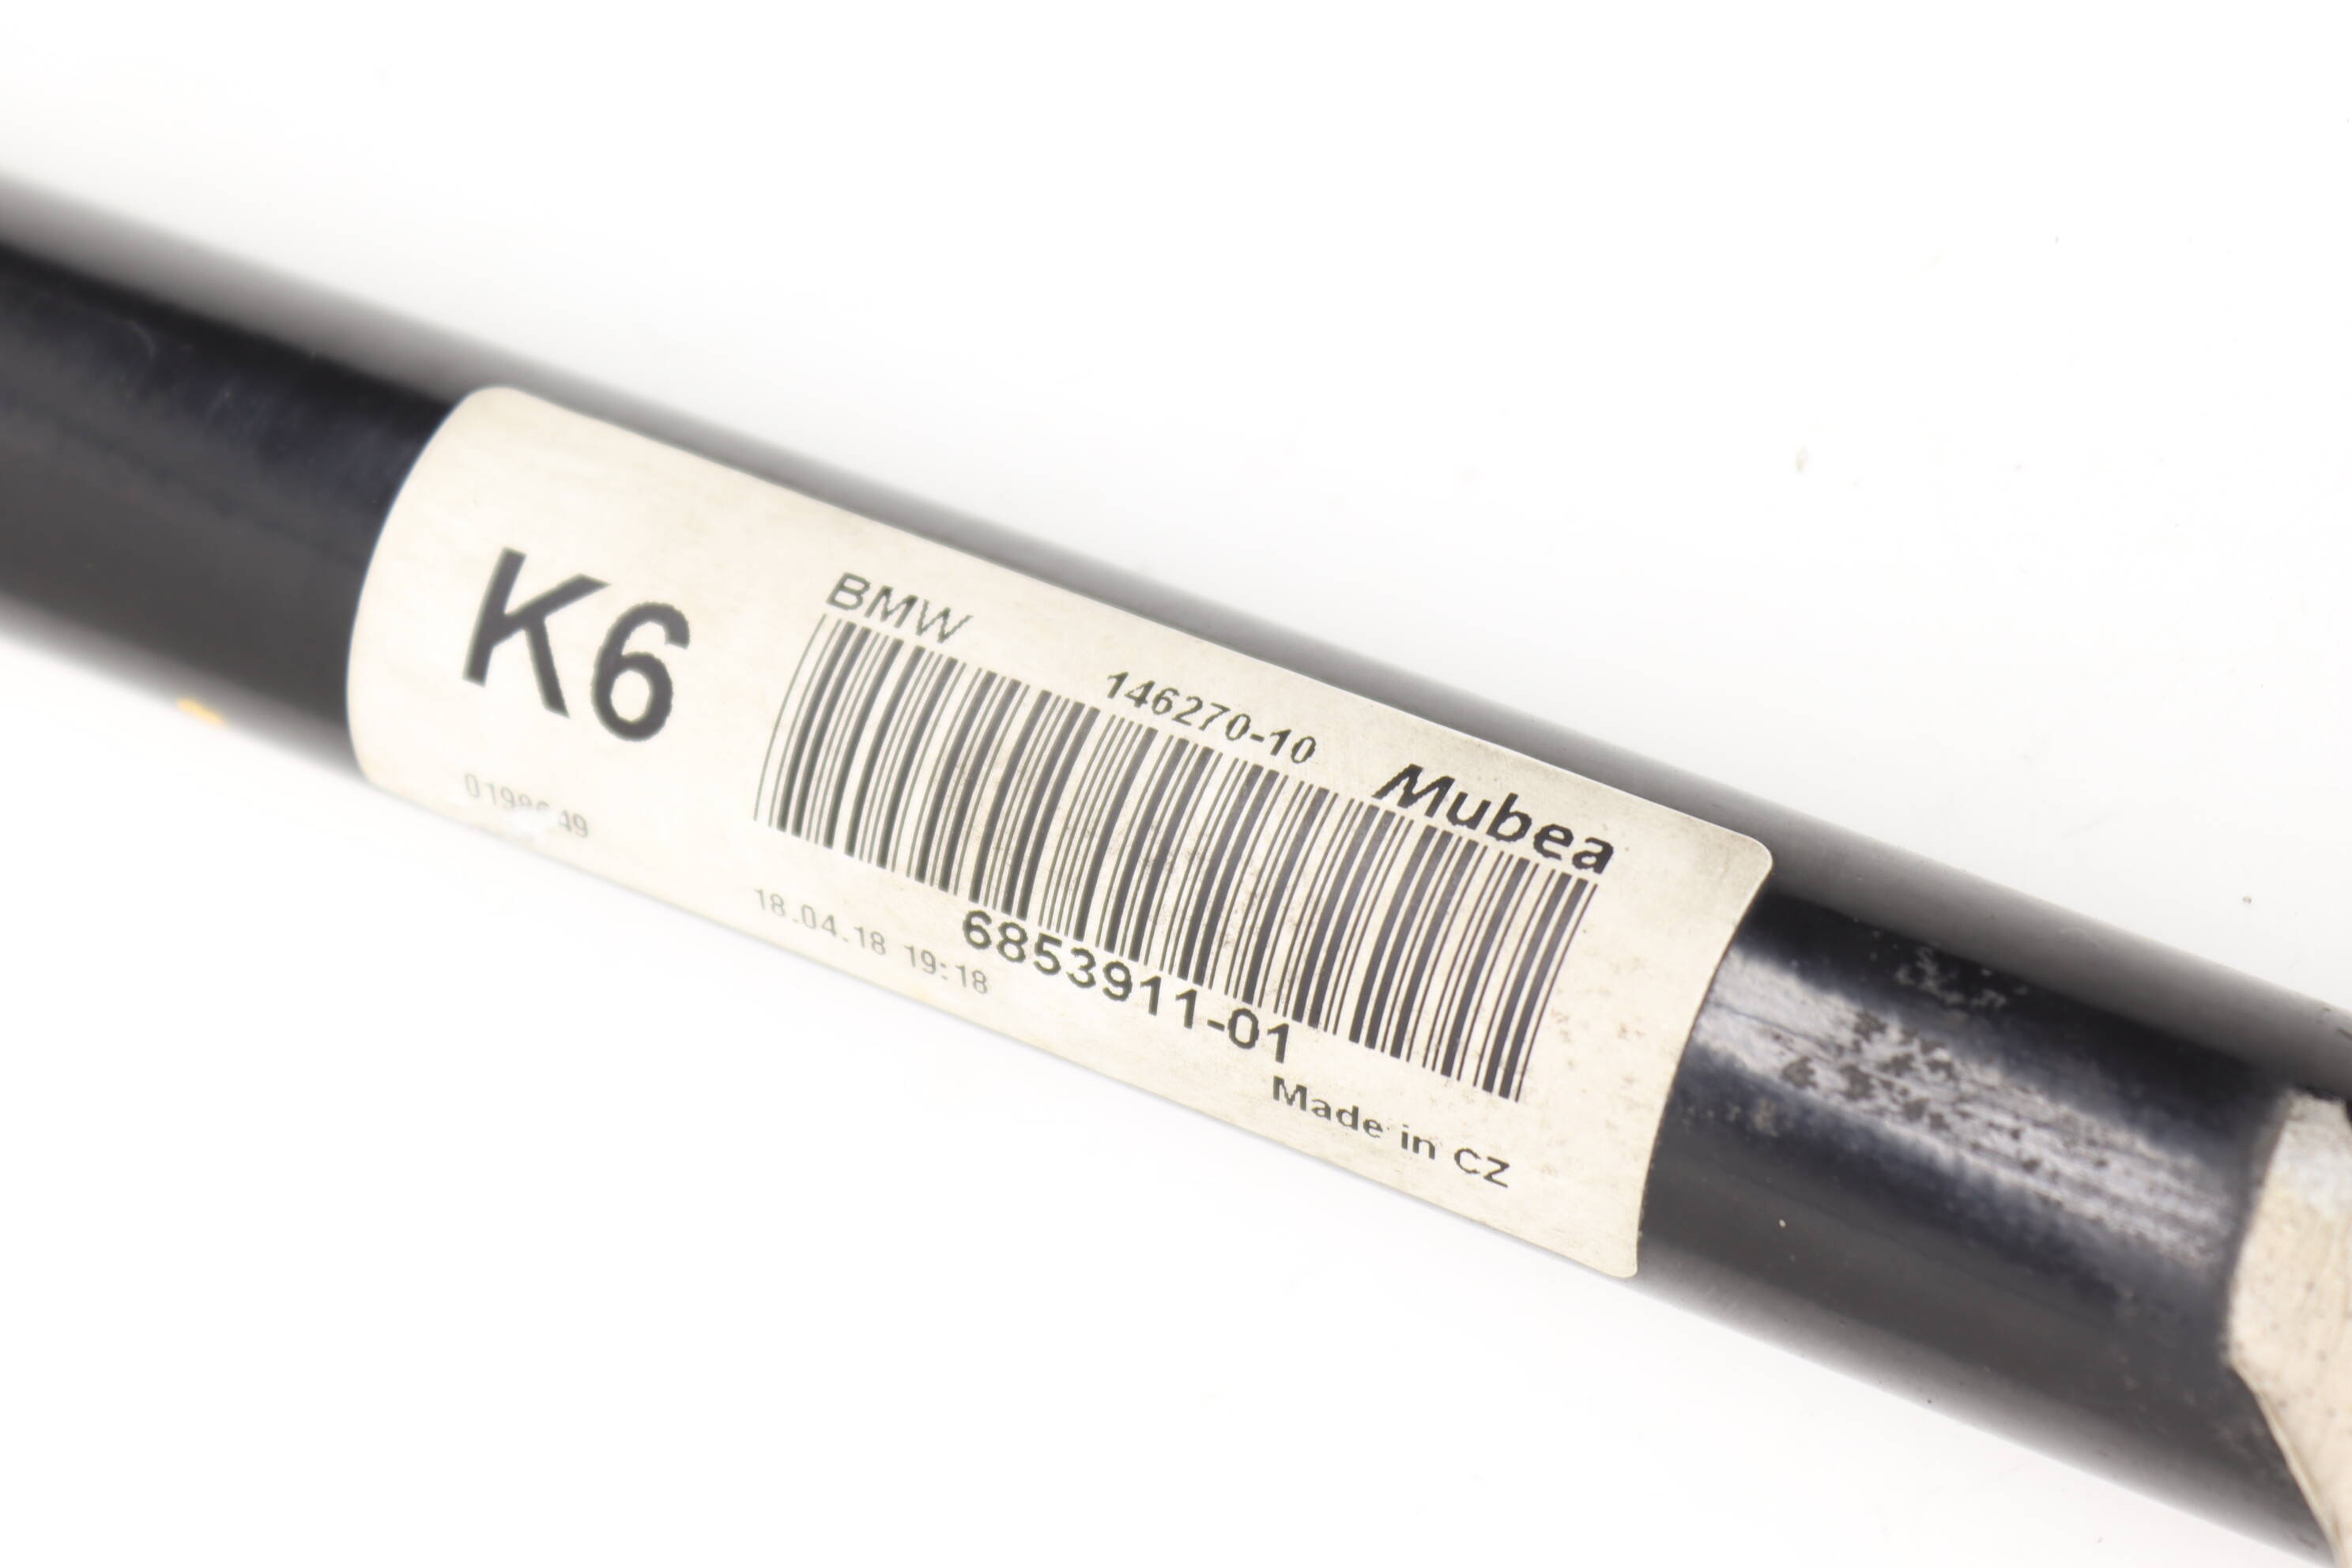 K6
BMW
146270-10
Mubea
6853911-01
18.04.18 19:18
Made in CZ